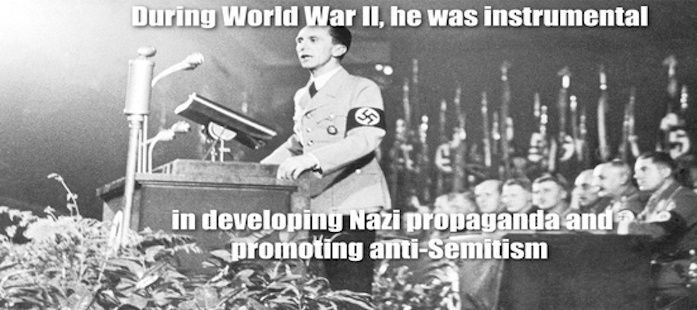 During World War II, he was instrumental
in developing Nazi propaganda and
promoting anti-Semitism